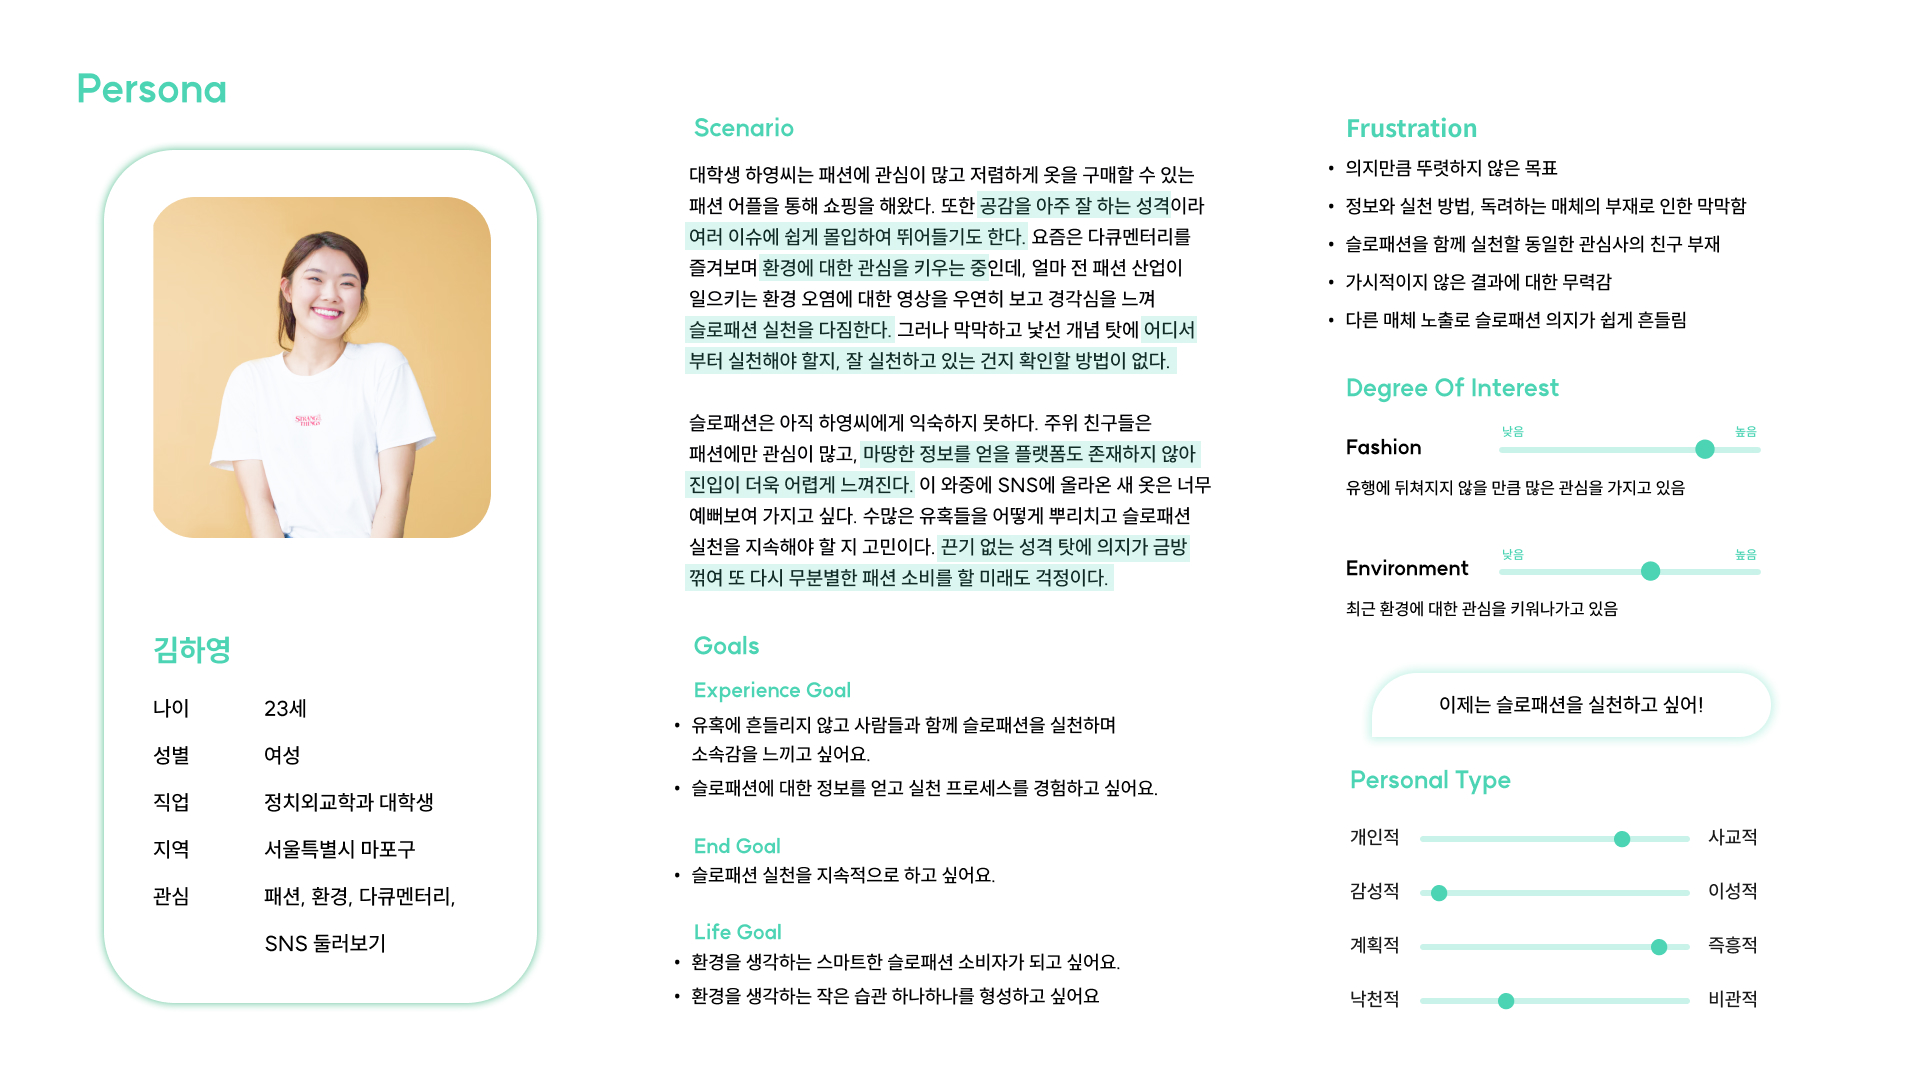 Persona
김하영
나이 23세
성별 여성
직업 정치외교학과 대학생
지역 서울특별시 마포구
관심 패션, 환경, 다큐멘터리,
SNS 둘러보기
Scenario
대학생 하영씨는 패션에 관심이 많고 저렴하게 옷을 구매할 수 있는
패션 어플을 통해 쇼핑을 해왔다. 또한 공감을 아주 잘 하는 성격이라
여러 이슈에 쉽게 몰입하여 뛰어들기도 한다. 요즘은 다큐멘터리를
즐겨보며 환경에 대한 관심을 키우는 중인데, 얼마 전 패션 산업이
일으키는 환경 오염에 대한 영상을 우연히 보고 경각심을 느껴
슬로패션 실천을 다짐한다. 그러나 막막하고 낯선 개념 탓에 어디서
부터 실천해야 할지, 잘 실천하고 있는 건지 확인할 방법이 없다.
슬로패션은 아직 하영씨에게 익숙하지 못하다. 주위 친구들은
패션에만 관심이 많고, 마땅한 정보를 얻을 플랫폼도 존재하지 않아
진입이 더욱 어렵게 느껴진다. 이 와중에 SNS에 올라온 새 옷은 너무
예뻐보여 가지고 싶다. 수많은 유혹들을 어떻게 뿌리치고 슬로패션
실천을 지속해야 할 지 고민이다. 끈기 없는 성격 탓에 의지가 금방
꺾여 또 다시 무분별한 패션 소비를 할 미래도 걱정이다.
Goals
Experience Goal
• 유혹에 흔들리지 않고 사람들과 함께 슬로패션을 실천하며
소속감을 느끼고 싶어요.
• 슬로패션에 대한 정보를 얻고 실천 프로세스를 경험하고 싶어요.
End Goal
• 슬로패션 실천을 지속적으로 하고 싶어요.
Life Goal
• 환경을 생각하는 스마트한 슬로패션 소비자가 되고 싶어요.
• 환경을 생각하는 작은 습관 하나하나를 형성하고 싶어요
Frustration
• 의지만큼 뚜렷하지 않은 목표
• 정보와 실천 방법, 독려하는 매체의 부재로 인한 막막함
• 슬로패션을 함께 실천할 동일한 관심사의 친구 부재
• 가시적이지 않은 결과에 대한 무력감
• 다른 매체 노출로 슬로패션 의지가 쉽게 흔들림
Degree Of Interest
낮음 높음
Fashion
유행에 뒤쳐지지 않을 만큼 많은 관심을 가지고 있음
낮음 높음
Environment
최근 환경에 대한 관심을 키워나가고 있음
이제는 슬로패션을 실천하고 싶어!
Personal Type
개인적 사교적
감성적 이성적
계획적 즉흥적
낙천적 비관적